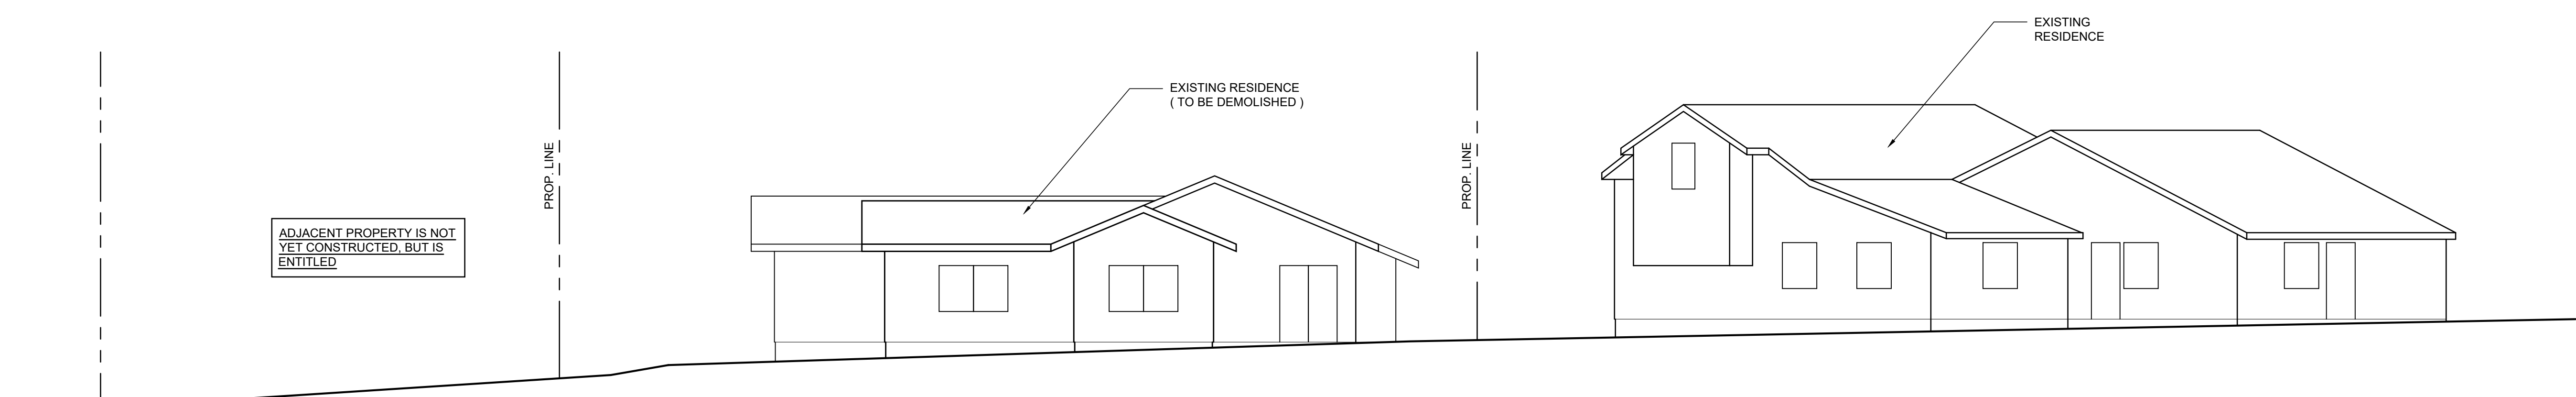 EXISTING
RESIDENCE
EXISTING RESIDENCE
( TO BE DEMOLISHED )
PROP. LINE
PROP. LINE
ADJACENT PROPERTY IS NOT
YET CONSTRUCTED, BUT IS
ENTITLED